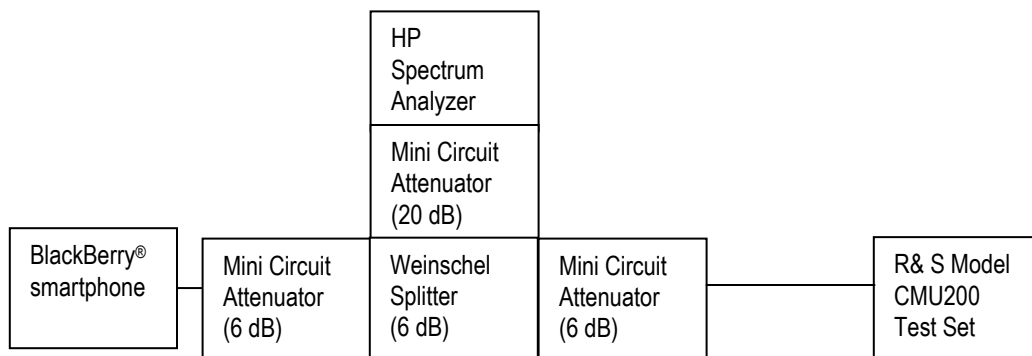 HP
Spectrum
Analyzer
Mini Circuit
Attenuator
(20 dB)
BlackBerry®
smartphone
Mini Circuit
Attenuator
(6 dB)
Weinschel
Splitter
(6 dB)
Mini Circuit
Attenuator
(6 dB)
R& S Model
CMU200
Test Set